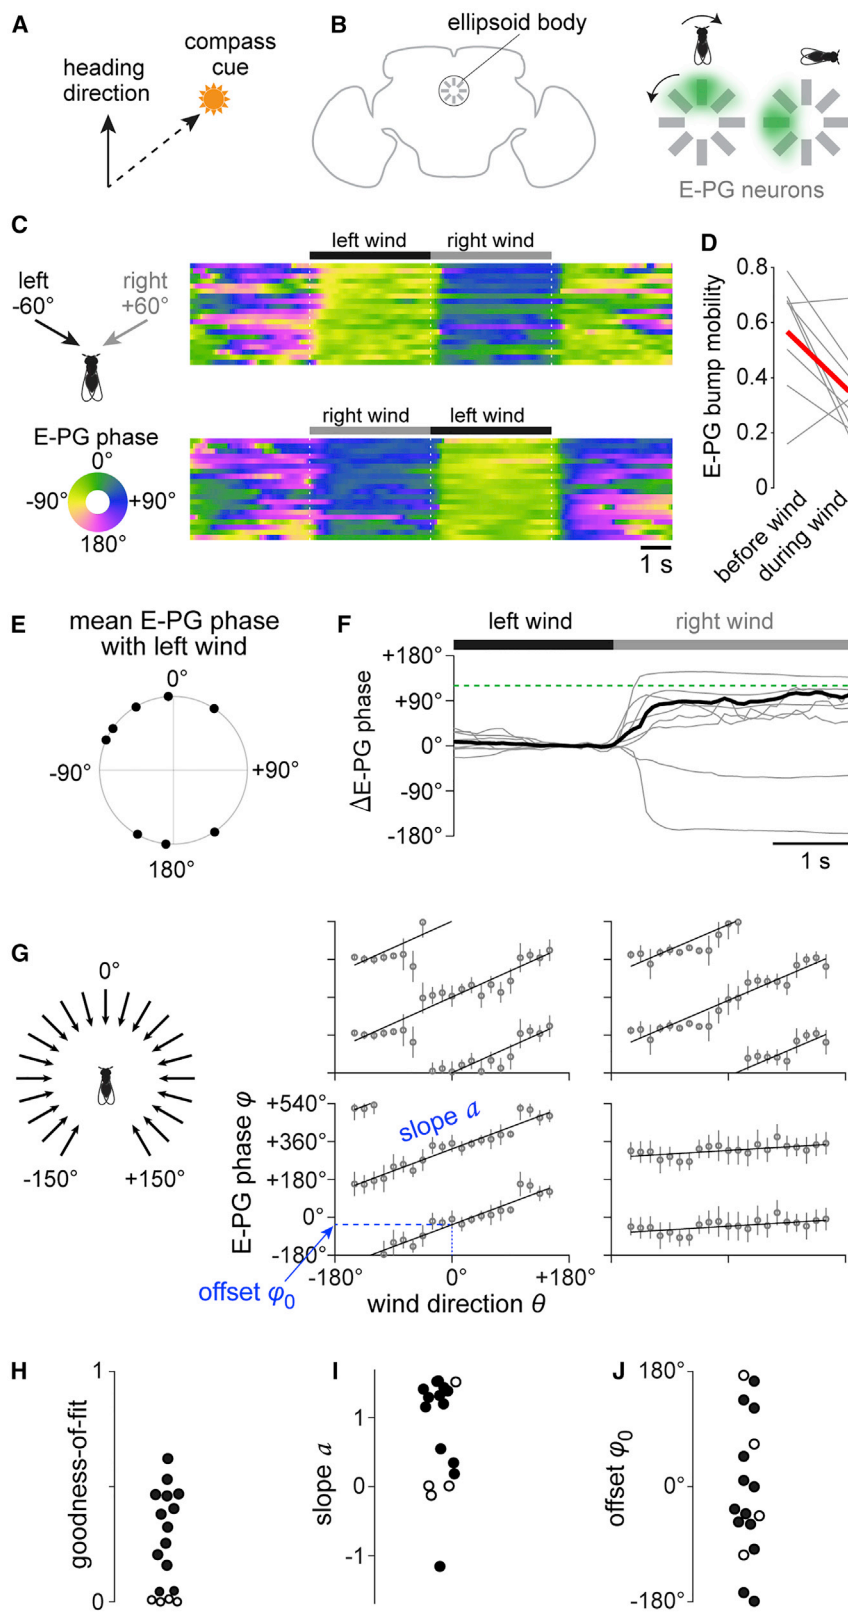 A
heading
direction
compass
cue
B
ellipsoid body
E-PG neurons
C
left
-60°
right
+60°
left wind
right wind
E-PG phase
0°
-90°
+90°
180°
right wind
left wind
1 s
D
E-PG bump mobility
0.8
0.6
0.4
0.2
0
before wind
during wind
E
mean E-PG phase
with left wind
0°
-90°
+90°
180°
F
left wind
right wind
ΔE-PG phase
+180°
+90°
0°
-90°
-180°
1 s
G
0°
-150°
+150°
E-PG phase φ
+540°
+360°
+180°
0°
-180°
slope a
offset φ0
-180°
0°
+180°
wind direction θ
H
goodness-of-fit
1
0
I
slope a
1
0
-1
J
offset φ0
180°
0°
-180°